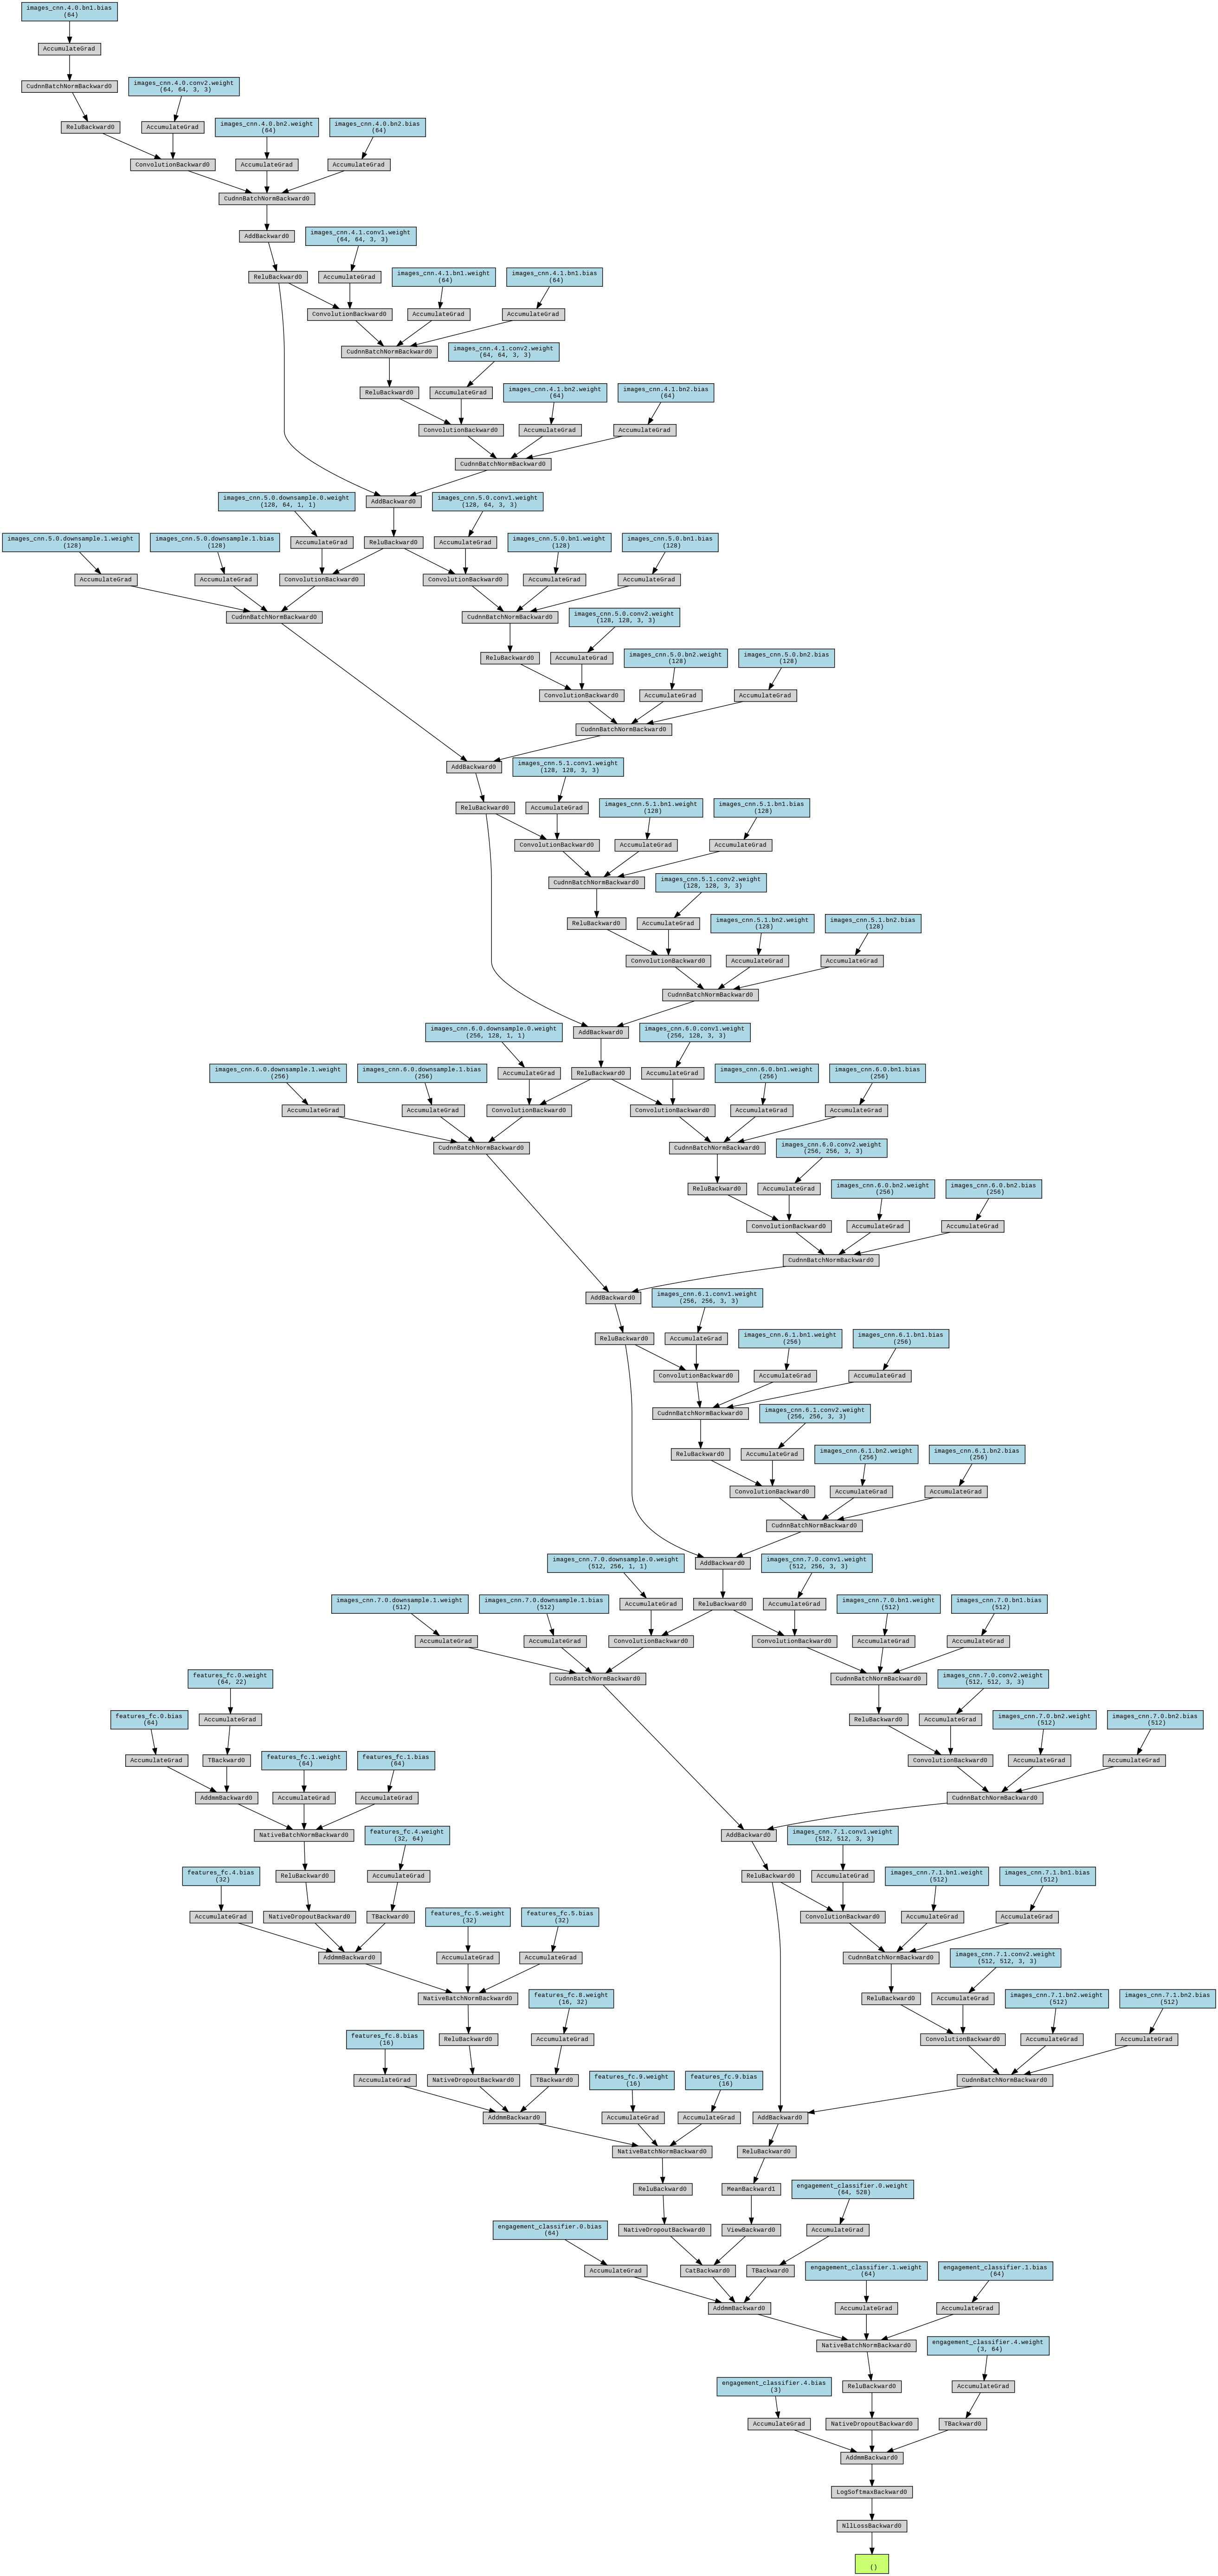 images_cnn.4.0.bn1.bias
(64)
AccumulateGrad
CudnnBatchNormBackward0
images_cnn.4.0.conv2.weight
(64, 64, 3, 3)
ReluBackward0
AccumulateGrad
images_cnn.4.0.bn2.weight
(64)
images_cnn.4.0.bn2.bias
(64)
ConvolutionBackward0
AccumulateGrad
AccumulateGrad
CudnnBatchNormBackward0
AddBackward0
images_cnn.4.1.conv1.weight
(64, 64, 3, 3)
ReluBackward0
AccumulateGrad
images_cnn.4.1.bn1.weight
(64)
images_cnn.4.1.bn1.bias
(64)
ConvolutionBackward0
AccumulateGrad
AccumulateGrad
CudnnBatchNormBackward0
images_cnn.4.1.conv2.weight
(64, 64, 3, 3)
ReluBackward0
AccumulateGrad
images_cnn.4.1.bn2.weight
(64)
images_cnn.4.1.bn2.bias
(64)
ConvolutionBackward0
AccumulateGrad
AccumulateGrad
CudnnBatchNormBackward0
images_cnn.5.0.downsample.0.weight
(128, 64, 1, 1)
AddBackward0
images_cnn.5.0.conv1.weight
(128, 64, 3, 3)
images_cnn.5.0.downsample.1.weight
(128)
images_cnn.5.0.downsample.1.bias
(128)
AccumulateGrad
ReluBackward0
AccumulateGrad
images_cnn.5.0.bn1.weight
(128)
images_cnn.5.0.bn1.bias
(128)
AccumulateGrad
AccumulateGrad
ConvolutionBackward0
ConvolutionBackward0
AccumulateGrad
AccumulateGrad
CudnnBatchNormBackward0
CudnnBatchNormBackward0
images_cnn.5.0.conv2.weight
(128, 128, 3, 3)
ReluBackward0
AccumulateGrad
images_cnn.5.0.bn2.weight
(128)
images_cnn.5.0.bn2.bias
(128)
ConvolutionBackward0
AccumulateGrad
AccumulateGrad
CudnnBatchNormBackward0
AddBackward0
images_cnn.5.1.conv1.weight
(128, 128, 3, 3)
ReluBackward0
AccumulateGrad
images_cnn.5.1.bn1.weight
(128)
images_cnn.5.1.bn1.bias
(128)
ConvolutionBackward0
AccumulateGrad
AccumulateGrad
CudnnBatchNormBackward0
images_cnn.5.1.conv2.weight
(128, 128, 3, 3)
ReluBackward0
AccumulateGrad
images_cnn.5.1.bn2.weight
(128)
images_cnn.5.1.bn2.bias
(128)
ConvolutionBackward0
AccumulateGrad
AccumulateGrad
CudnnBatchNormBackward0
images_cnn.6.0.downsample.0.weight
(256, 128, 1, 1)
AddBackward0
images_cnn.6.0.conv1.weight
(256, 128, 3, 3)
images_cnn.6.0.downsample.1.weight
(256)
images_cnn.6.0.downsample.1.bias
(256)
AccumulateGrad
ReluBackward0
AccumulateGrad
images_cnn.6.0.bn1.weight
(256)
images_cnn.6.0.bn1.bias
(256)
AccumulateGrad
AccumulateGrad
ConvolutionBackward0
ConvolutionBackward0
AccumulateGrad
AccumulateGrad
CudnnBatchNormBackward0
CudnnBatchNormBackward0
images_cnn.6.0.conv2.weight
(256, 256, 3, 3)
ReluBackward0
AccumulateGrad
images_cnn.6.0.bn2.weight
(256)
images_cnn.6.0.bn2.bias
(256)
ConvolutionBackward0
AccumulateGrad
AccumulateGrad
CudnnBatchNormBackward0
AddBackward0
images_cnn.6.1.conv1.weight
(256, 256, 3, 3)
ReluBackward0
AccumulateGrad
images_cnn.6.1.bn1.weight
(256)
images_cnn.6.1.bn1.bias
(256)
ConvolutionBackward0
AccumulateGrad
AccumulateGrad
CudnnBatchNormBackward0
images_cnn.6.1.conv2.weight
(256, 256, 3, 3)
ReluBackward0
AccumulateGrad
images_cnn.6.1.bn2.weight
(256)
images_cnn.6.1.bn2.bias
(256)
ConvolutionBackward0
AccumulateGrad
AccumulateGrad
CudnnBatchNormBackward0
images_cnn.7.0.downsample.0.weight
(512, 256, 1, 1)
AddBackward0
images_cnn.7.0.conv1.weight
(512, 256, 3, 3)
images_cnn.7.0.downsample.1.weight
(512)
images_cnn.7.0.downsample.1.bias
(512)
AccumulateGrad
ReluBackward0
AccumulateGrad
images_cnn.7.0.bn1.weight
(512)
images_cnn.7.0.bn1.bias
(512)
AccumulateGrad
AccumulateGrad
ConvolutionBackward0
ConvolutionBackward0
AccumulateGrad
AccumulateGrad
features_fc.0.weight
(64, 22)
CudnnBatchNormBackward0
CudnnBatchNormBackward0
images_cnn.7.0.conv2.weight
(512, 512, 3, 3)
features_fc.0.bias
(64)
AccumulateGrad
ReluBackward0
AccumulateGrad
images_cnn.7.0.bn2.weight
(512)
images_cnn.7.0.bn2.bias
(512)
AccumulateGrad
TBackward0
features_fc.1.weight
(64)
features_fc.1.bias
(64)
ConvolutionBackward0
AccumulateGrad
AccumulateGrad
AddmmBackward0
AccumulateGrad
AccumulateGrad
CudnnBatchNormBackward0
NativeBatchNormBackward0
features_fc.4.weight
(32, 64)
AddBackward0
images_cnn.7.1.conv1.weight
(512, 512, 3, 3)
features_fc.4.bias
(32)
ReluBackward0
AccumulateGrad
ReluBackward0
AccumulateGrad
images_cnn.7.1.bn1.weight
(512)
images_cnn.7.1.bn1.bias
(512)
AccumulateGrad
NativeDropoutBackward0
TBackward0
features_fc.5.weight
(32)
features_fc.5.bias
(32)
ConvolutionBackward0
AccumulateGrad
AccumulateGrad
AddmmBackward0
AccumulateGrad
AccumulateGrad
CudnnBatchNormBackward0
images_cnn.7.1.conv2.weight
(512, 512, 3, 3)
NativeBatchNormBackward0
features_fc.8.weight
(16, 32)
ReluBackward0
AccumulateGrad
images_cnn.7.1.bn2.weight
(512)
images_cnn.7.1.bn2.bias
(512)
features_fc.8.bias
(16)
ReluBackward0
AccumulateGrad
ConvolutionBackward0
AccumulateGrad
AccumulateGrad
AccumulateGrad
NativeDropoutBackward0
TBackward0
features_fc.9.weight
(16)
features_fc.9.bias
(16)
CudnnBatchNormBackward0
AddmmBackward0
AccumulateGrad
AccumulateGrad
AddBackward0
NativeBatchNormBackward0
ReluBackward0
ReluBackward0
MeanBackward1
engagement_classifier.0.weight
(64, 528)
engagement_classifier.0.bias
(64)
NativeDropoutBackward0
ViewBackward0
AccumulateGrad
AccumulateGrad
CatBackward0
TBackward0
engagement_classifier.1.weight
(64)
engagement_classifier.1.bias
(64)
AddmmBackward0
AccumulateGrad
AccumulateGrad
NativeBatchNormBackward0
engagement_classifier.4.weight
(3, 64)
engagement_classifier.4.bias
(3)
ReluBackward0
AccumulateGrad
AccumulateGrad
NativeDropoutBackward0
TBackward0
AddmmBackward0
LogSoftmaxBackward0
NllLossBackward0
()